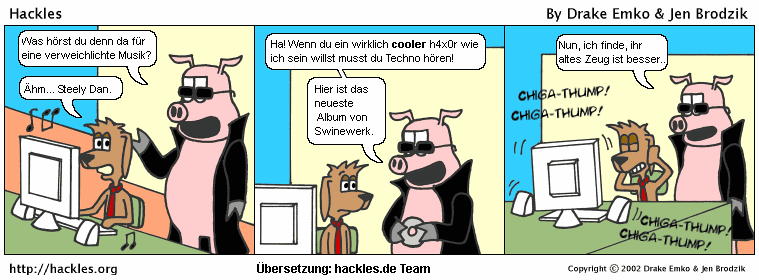 Hackles
By Drake Emko & Jen Brodzik
Was hörst du denn da für
eine verweichlichte Musik?
Ähm... Steely Dan.
Ha! Wenn du ein wirklich cooler h4x0r wie
ich sein willst musst du Techno hören!
Hier ist das
neueste
Album von
Swinewerk.
Nun, ich finde, ihr
altes Zeug ist besser..
CHIGA-THUMP!
CHIGA-THUMP!
CHIGA-THUMP!
CHIGA-THUMP!
http://hackles.org
Übersetzung: hackles.de Team
Copyright © 2002 Drake Emko & Jen Brodzik